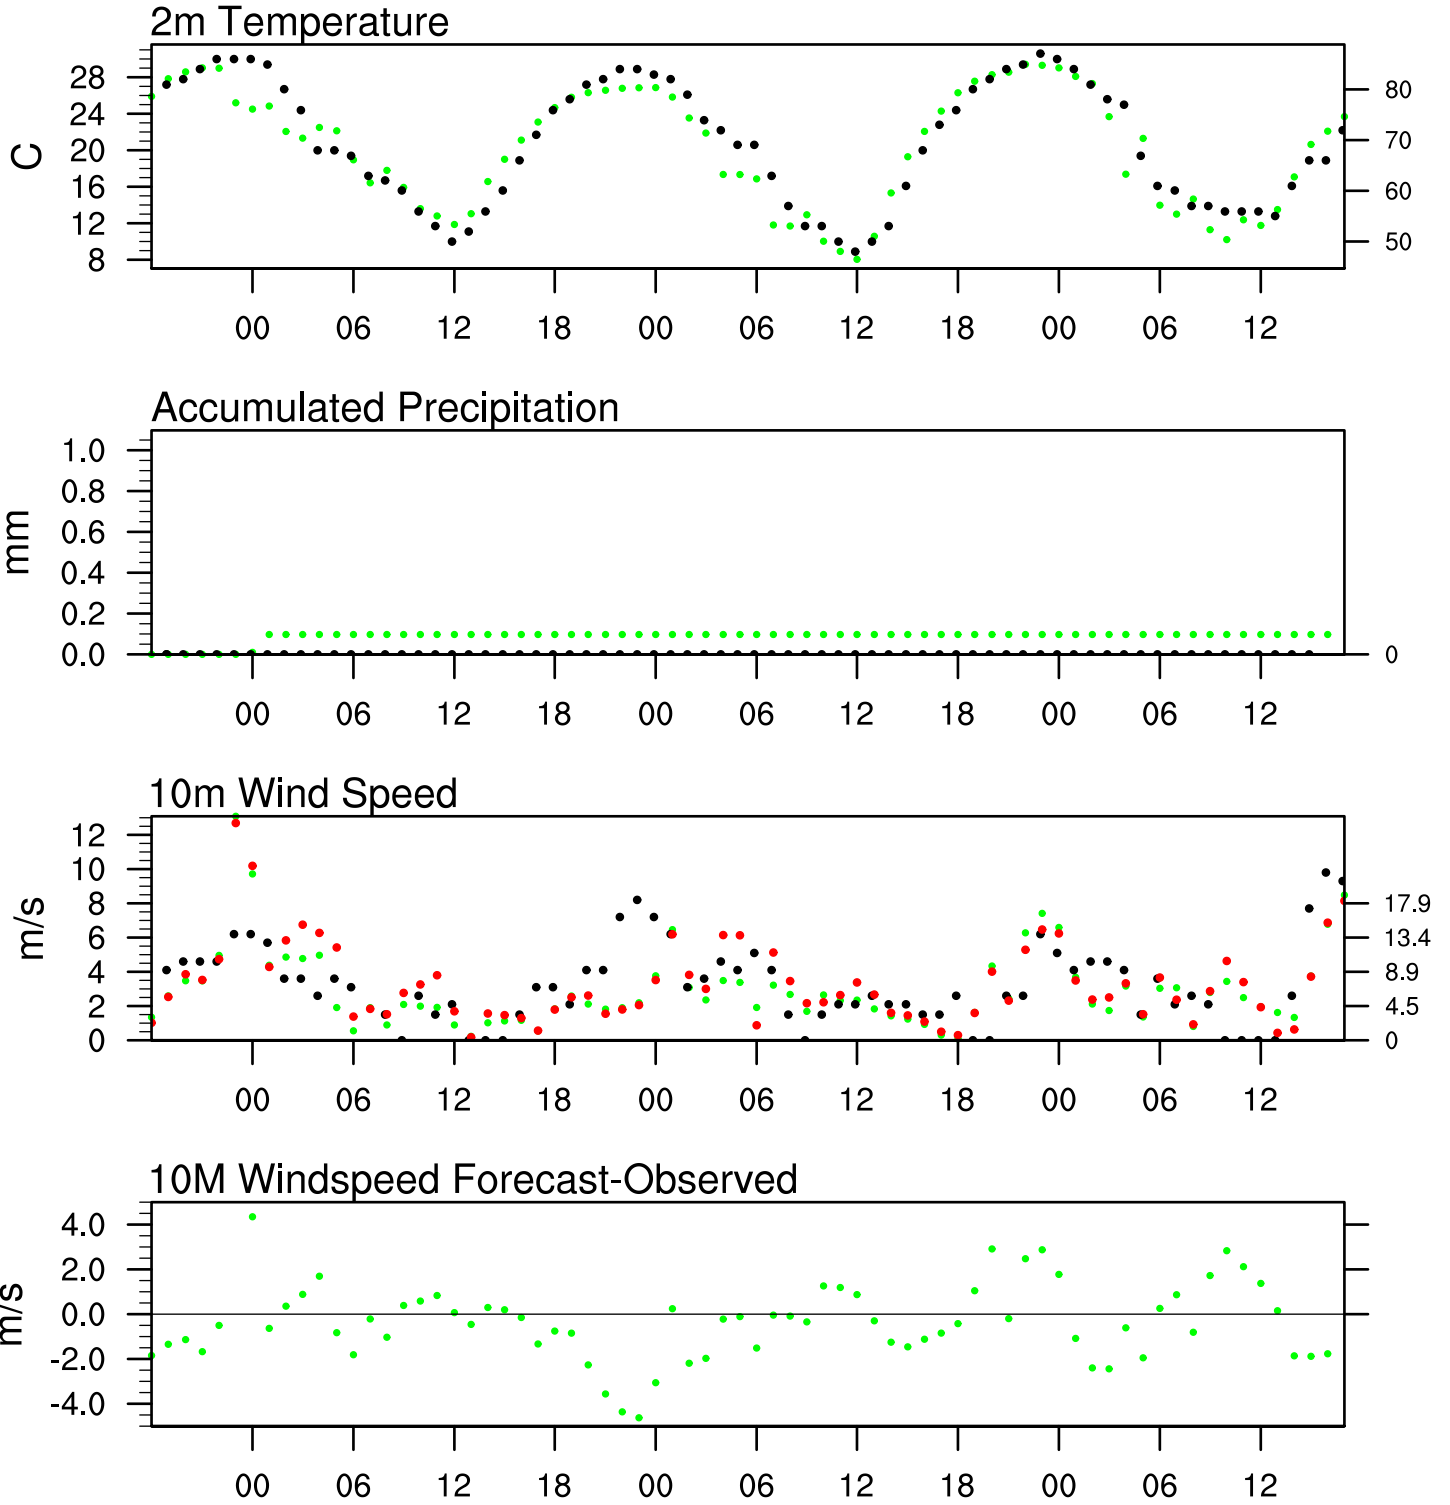 2m Temperature
C
28
24
20
16
12
8
80
70
60
50
00 06 12 18 00 06 12 18 00 06 12
Accumulated Precipitation
mm
1.0
0.8
0.6
0.4
0.2
0.0
0
00 06 12 18 00 06 12 18 00 06 12
10m Wind Speed
m/s
12
10
8
6
4
2
0
17.9
13.4
8.9
4.5
0
00 06 12 18 00 06 12 18 00 06 12
10M Windspeed Forecast-Observed
m/s
4.0
2.0
0.0
-2.0
-4.0
00 06 12 18 00 06 12 18 00 06 12